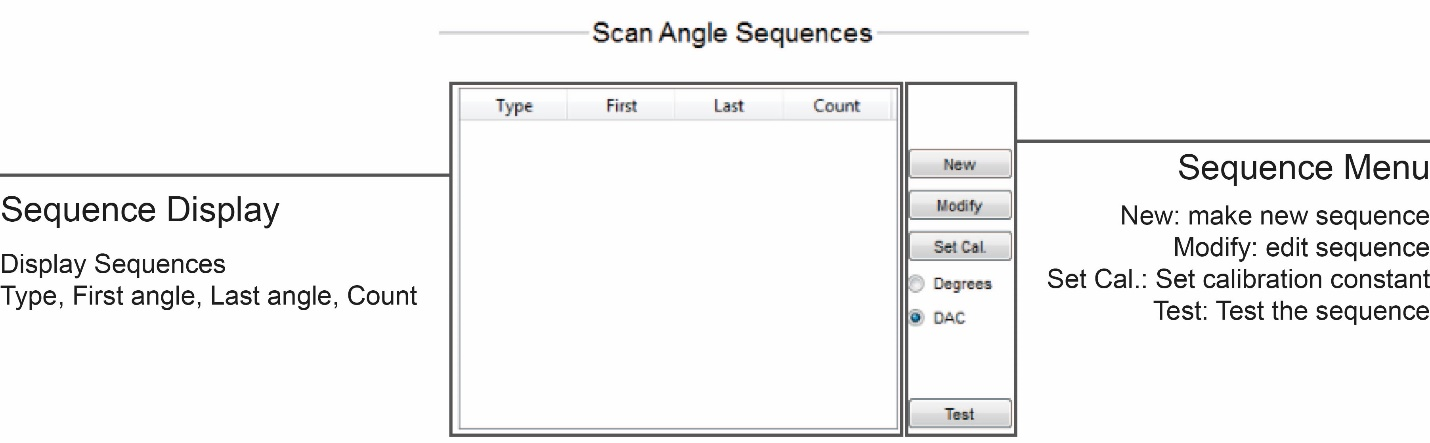 Scan Angle Sequences
Type First Last Count
New
Modify
Set Cal.
Degrees
DAC
Test
Sequence Display
Display Sequences
Type, First angle, Last angle, Count
Sequence Menu
New: make new sequence
Modify: edit sequence
Set Cal.: Set calibration constant
Test: Test the sequence